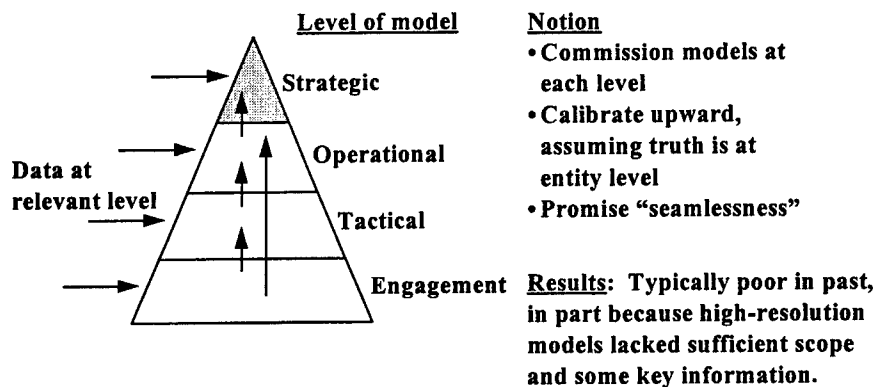 Level of model
Strategic
Operational
Data at
relevant level
Tactical
Engagement
Notion
• Commission models at
each level
• Calibrate upward,
assuming truth is at
entity level
• Promise “seamlessness”
Results: Typically poor in past,
in part because high-resolution
models lacked sufficient scope
and some key information.